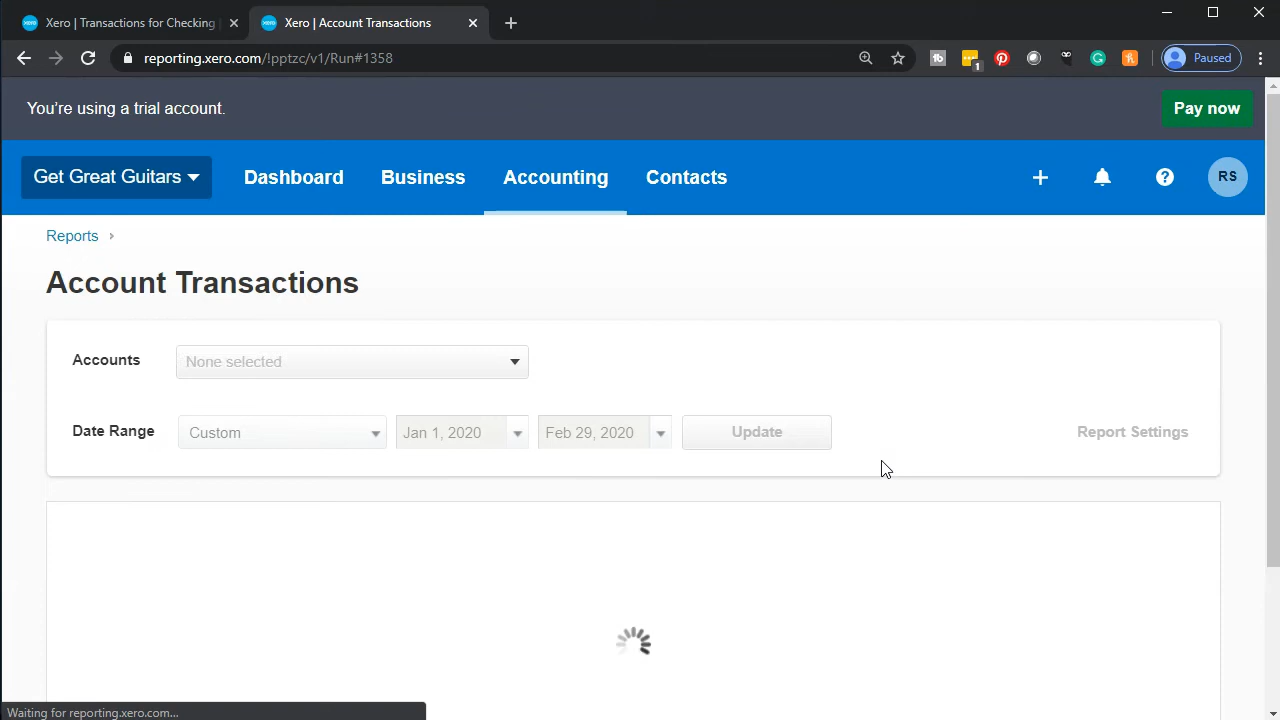 Xero | Transactions for Checking
Xero | Account Transactions
reporting.xero.com/!pptzc/v1/Run#1358
1
Paused
You're using a trial account.
Pay now
Get Great Guitars
Dashboard
Business
Accounting
Contacts
RS
Reports
Account Transactions
Accounts
None selected
Date Range
Custom
Jan 1, 2020
Feb 29, 2020
Update
Report Settings
Waiting for reporting.xero.com...